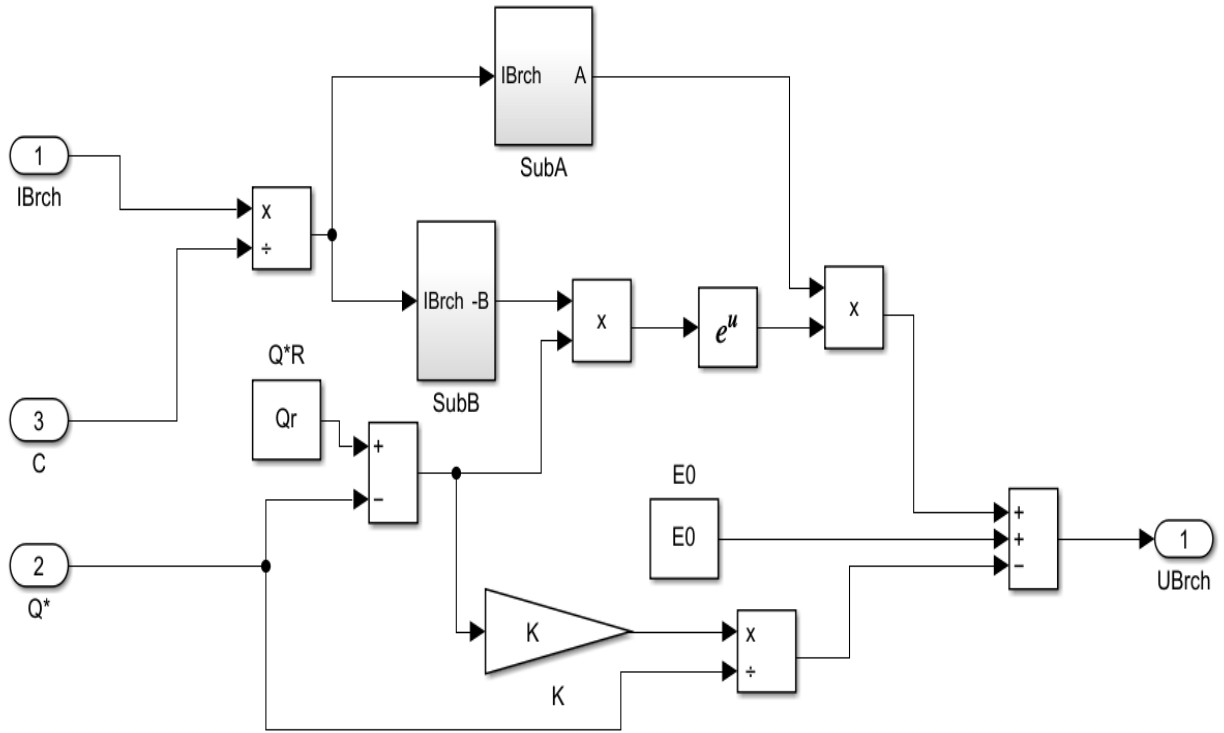 IBrch A
SubA
1
IBrch
x
÷
IBrch -B
SubB
x
e^u
x
Q*R
Qr
3
C
+
−
E0
E0
+
+
−
1
UBrch
2
Q*
K
K
x
÷